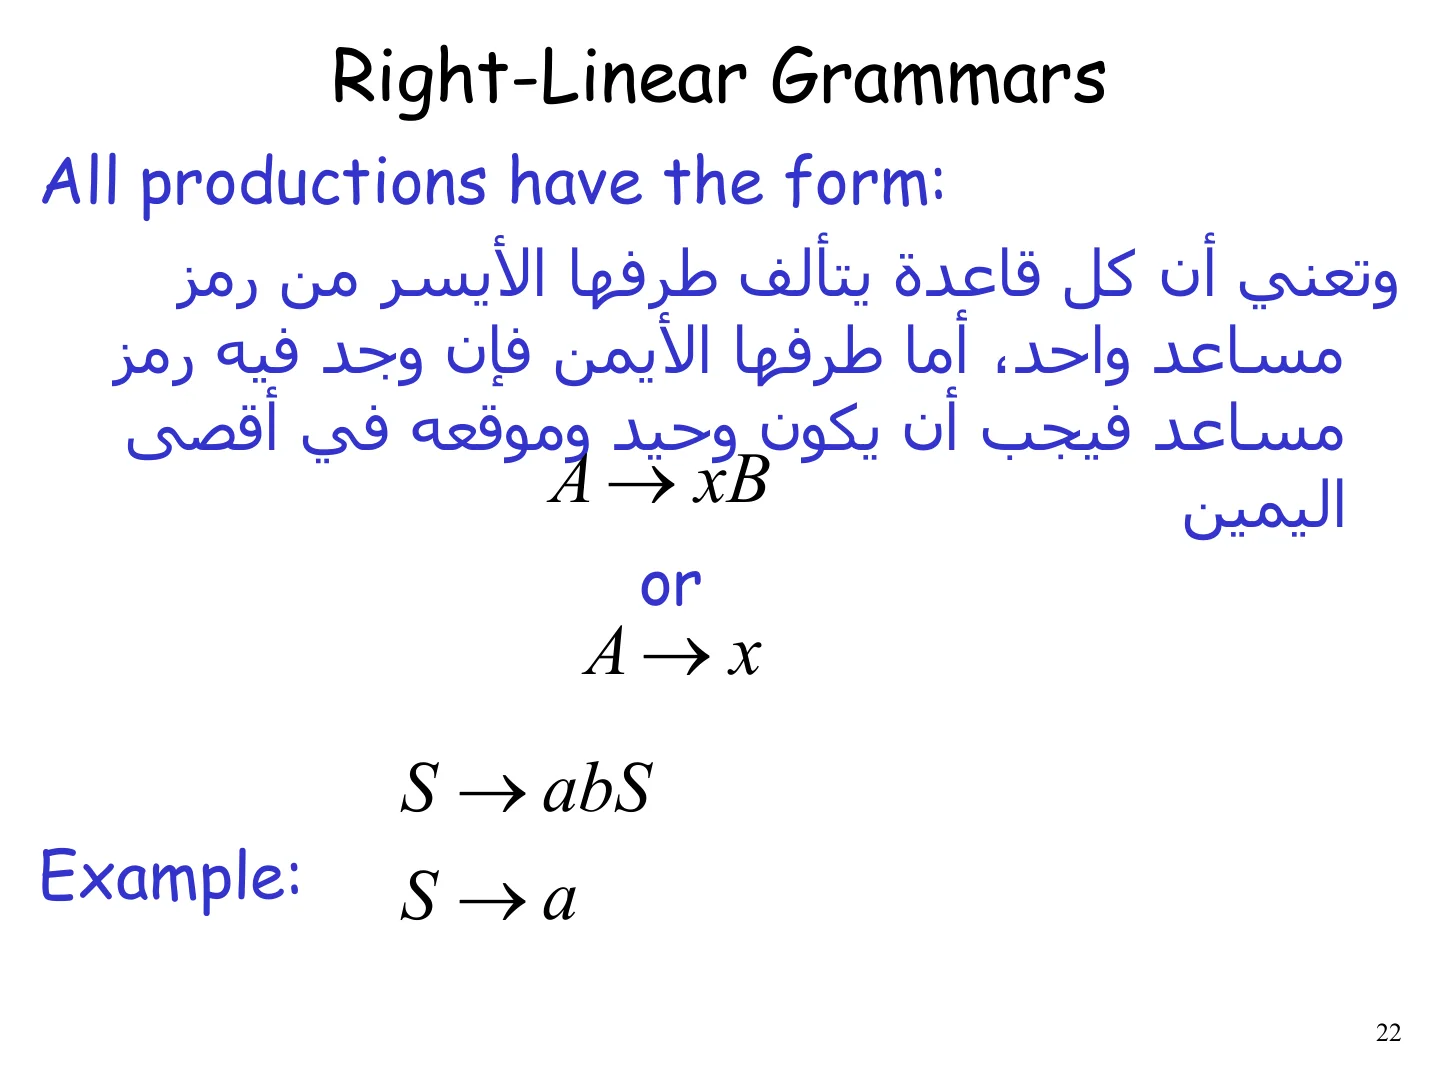 Right-Linear Grammars
All productions have the form:
وتعني أن كل قاعدة يتألف طرفها الأيسر من رمز
مساعد واحد، أما طرفها الأيمن فإن وجد فيه رمز
مساعد فيجب أن يكون وحيد وموقعه في أقصى
اليمين
A → xB
or
A → x
S → abS
Example:
S → a
22